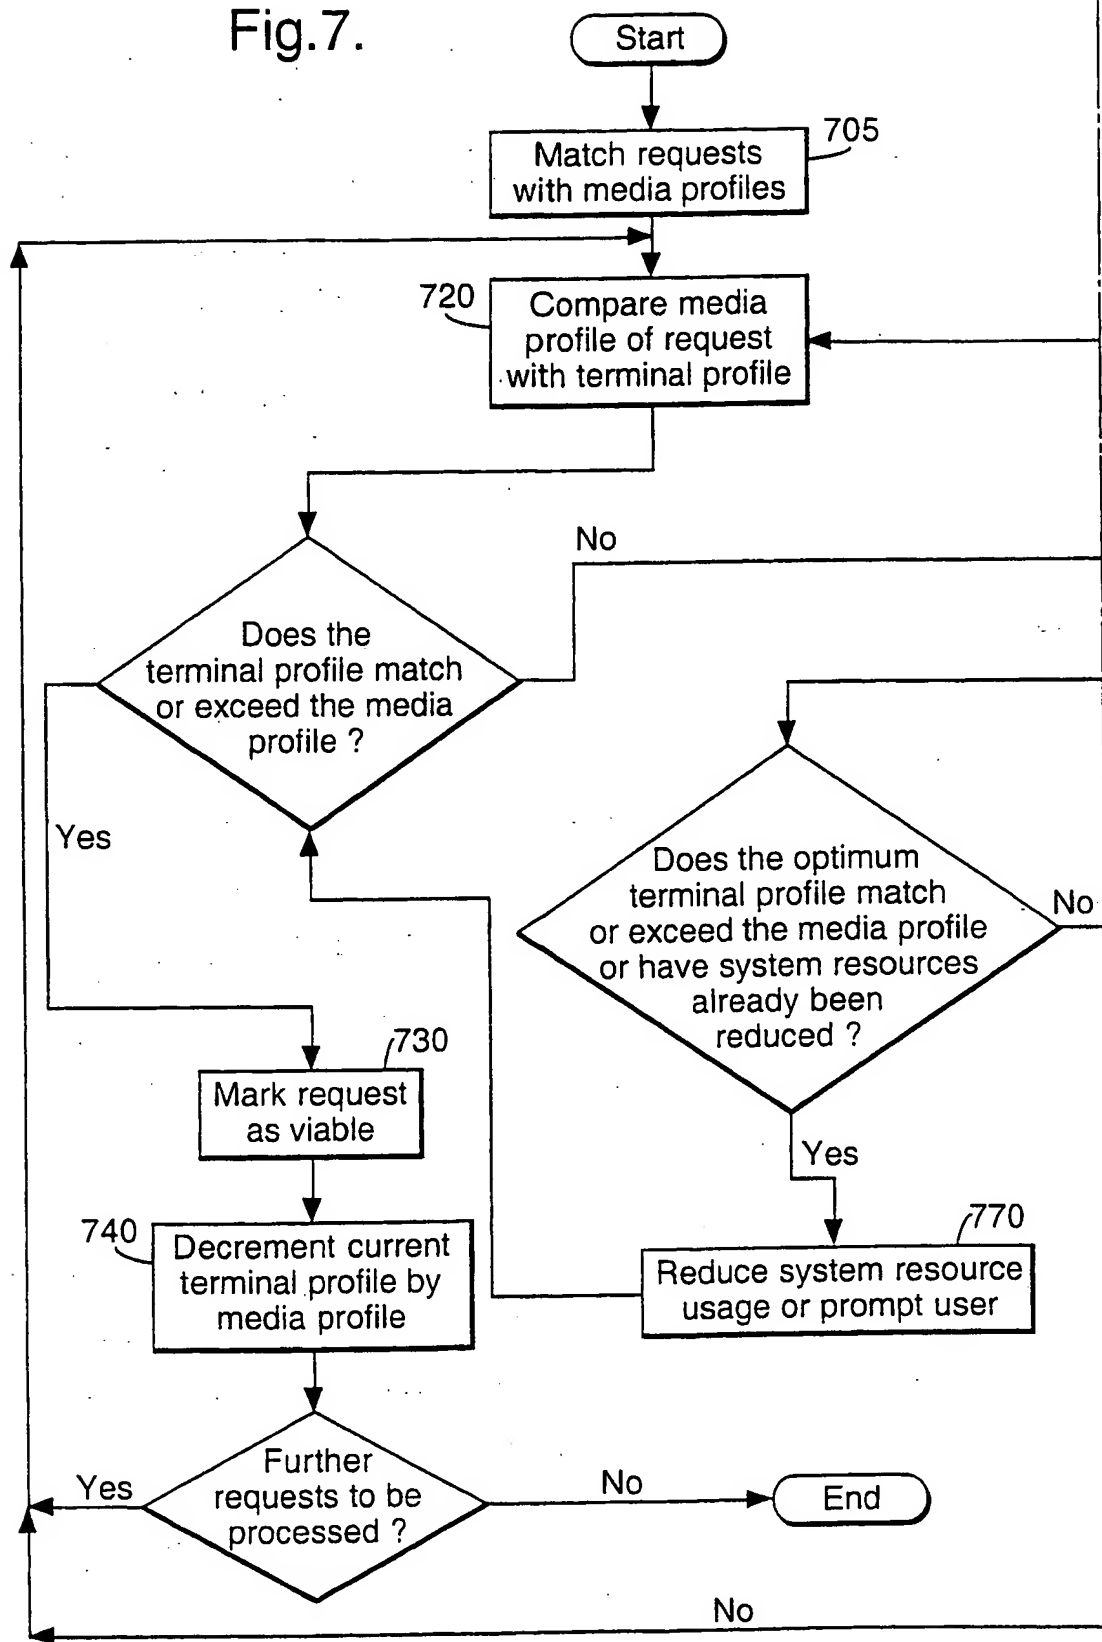 Fig.7.
Start
705
Match requests
with media profiles
720
Compare media
profile of request
with terminal profile
No
Does the
terminal profile match
or exceed the media
profile ?
Yes
Does the optimum
terminal profile match
or exceed the media profile
or have system resources
already been
reduced ?
No
730
Mark request
as viable
Yes
740
Decrement current
terminal profile by
media profile
770
Reduce system resource
usage or prompt user
Further
requests to be
processed ?
Yes
No
End
No